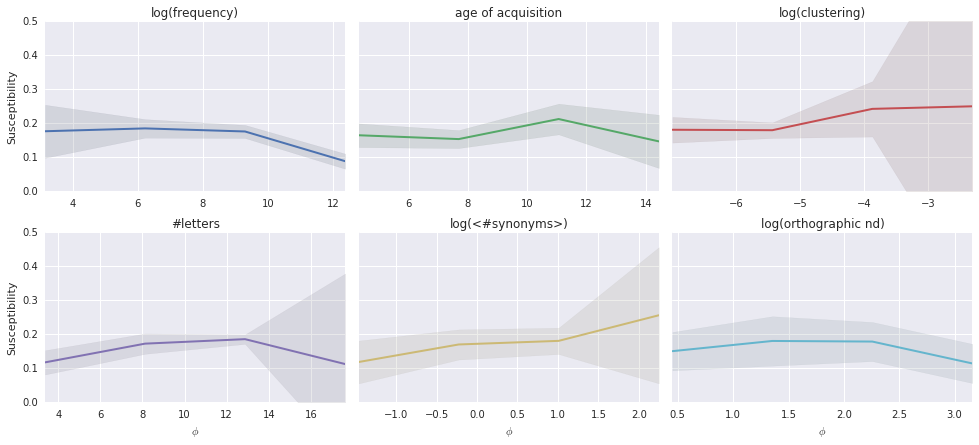 log(frequency) age of acquisition log(clustering)
Susceptibility
0.5
0.4
0.3
0.2
0.1
0.0
4 6 8 10 12
6 8 10 12 14
−6 −5 −4 −3
#letters log(<#synonyms>) log(orthographic nd)
Susceptibility
0.5
0.4
0.3
0.2
0.1
0.0
4 6 8 10 12 14 16
−1.0 −0.5 0.0 0.5 1.0 1.5 2.0
0.5 1.0 1.5 2.0 2.5 3.0
ϕ ϕ ϕ